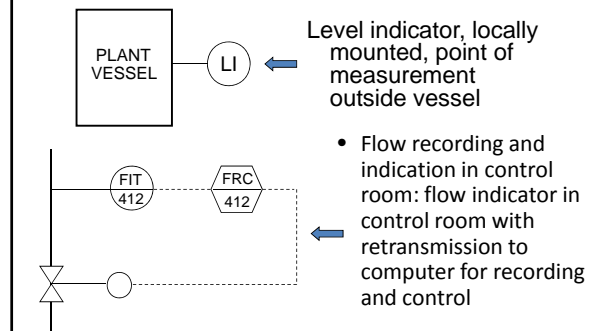 PLANT
VESSEL
LI
Level indicator, locally
mounted, point of
measurement
outside vessel
FIT
412
FRC
412
• Flow recording and
indication in control
room: flow indicator in
control room with
retransmission to
computer for recording
and control